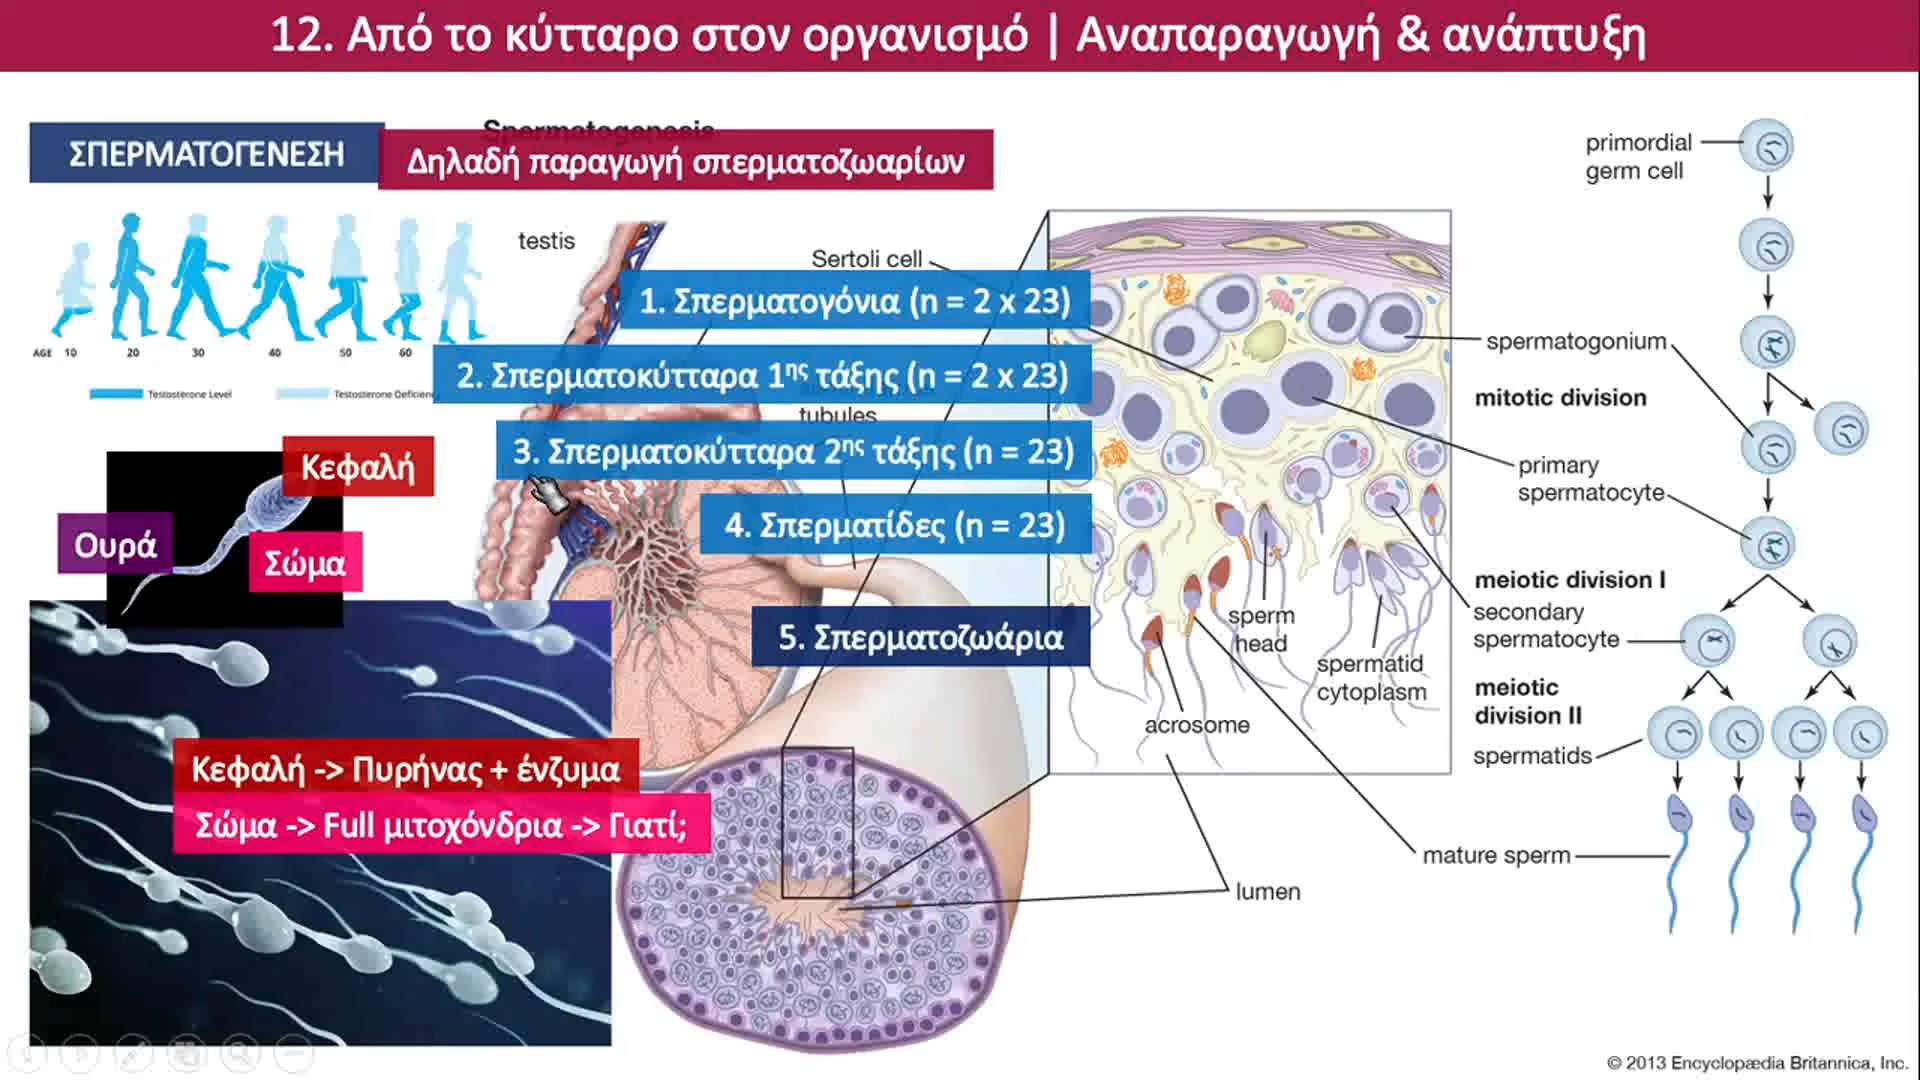 12. Από το κύτταρο στον οργανισμό | Αναπαραγωγή & ανάπτυξη
ΣΠΕΡΜΑΤΟΓΕΝΕΣΗ
Spermatogenesis
Δηλαδή παραγωγή σπερματοζωαρίων
testis
Sertoli cell
1. Σπερματογόνια (n = 2 x 23)
2. Σπερματοκύτταρα 1ης τάξης (n = 2 x 23)
tubules
3. Σπερματοκύτταρα 2ης τάξης (n = 23)
4. Σπερματίδες (n = 23)
5. Σπερματοζωάρια
AGE 10 20 30 40 50 60
Testosterone Level
Testosterone Deficienc
Κεφαλή
Ουρά
Σώμα
Κεφαλή -> Πυρήνας + ένζυμα
Σώμα -> Full μιτοχόνδρια -> Γιατί;
sperm
head
spermatid
cytoplasm
acrosome
lumen
primordial
germ cell
spermatogonium
mitotic division
primary
spermatocyte
meiotic division I
secondary
spermatocyte
meiotic
division II
spermatids
mature sperm
© 2013 Encyclopædia Britannica, Inc.